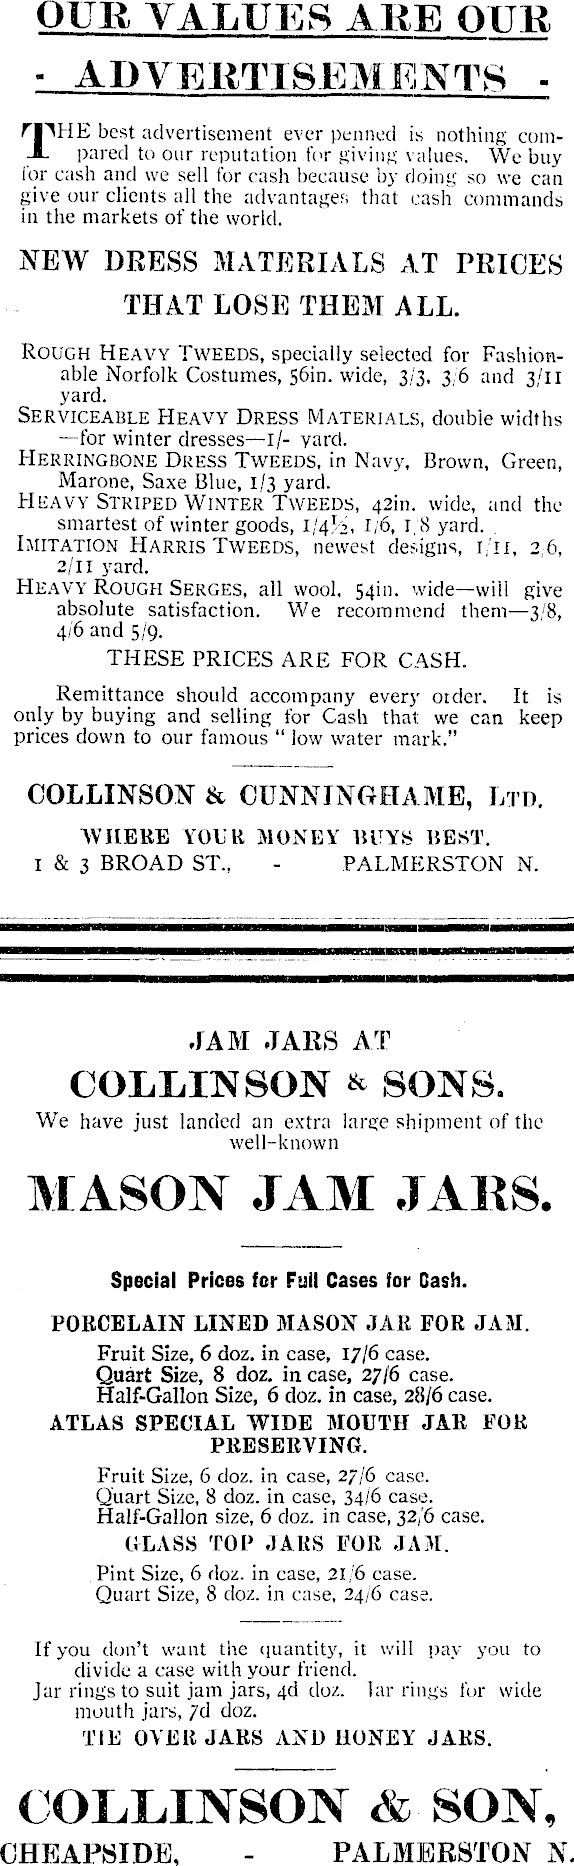 OUR VALUES ARE OUR
- ADVERTISEMENTS -
THE best advertisement ever penned is nothing com-
pared to our reputation for giving values. We buy
for cash and we sell for cash because by doing so we can
give our clients all the advantages that cash commands
in the markets of the world.
NEW DRESS MATERIALS AT PRICES
THAT LOSE THEM ALL.
ROUGH HEAVY TWEEDS, specially selected for Fashion-
able Norfolk Costumes, 56in. wide, 3/3, 3/6 and 3/11
yard.
SERVICEABLE HEAVY DRESS MATERIALS, double widths
—for winter dresses—1/- yard.
HERRINGBONE DRESS TWEEDS, in Navy, Brown, Green,
Marone, Saxe Blue, 1/3 yard.
HEAVY STRIPED WINTER TWEEDS, 42in. wide, and the
smartest of winter goods, 1/4½, 1/6, 1/8 yard.
IMITATION HARRIS TWEEDS, newest designs, 1/11, 2/6,
2/11 yard.
HEAVY ROUGH SERGES, all wool, 54in. wide—will give
absolute satisfaction. We recommend them—3/8,
4/6 and 5/9.
THESE PRICES ARE FOR CASH.
Remittance should accompany every order. It is
only by buying and selling for Cash that we can keep
prices down to our famous "low water mark."
COLLINSON & CUNNINGHAME, LTD.
WHERE YOUR MONEY BUYS BEST.
1 & 3 BROAD ST., - PALMERSTON N.
JAM JARS AT
COLLINSON & SONS.
We have just landed an extra large shipment of the
well-known
MASON JAM JARS.
Special Prices for Full Cases for Cash.
PORCELAIN LINED MASON JAR FOR JAM.
Fruit Size, 6 doz. in case, 17/6 case.
Quart Size, 8 doz. in case, 27/6 case.
Half-Gallon Size, 6 doz. in case, 28/6 case.
ATLAS SPECIAL WIDE MOUTH JAR FOR
PRESERVING.
Fruit Size, 6 doz. in case, 27/6 case.
Quart Size, 8 doz. in case, 34/6 case.
Half-Gallon size, 6 doz. in case, 32/6 case.
GLASS TOP JARS FOR JAM.
Pint Size, 6 doz. in case, 21/6 case.
Quart Size, 8 doz. in case, 24/6 case.
If you don't want the quantity, it will pay you to
divide a case with your friend.
Jar rings to suit jam jars, 4d doz. Jar rings for wide
mouth jars, 7d doz.
TIE OVER JARS AND HONEY JARS.
COLLINSON & SON,
CHEAPSIDE, - PALMERSTON N.